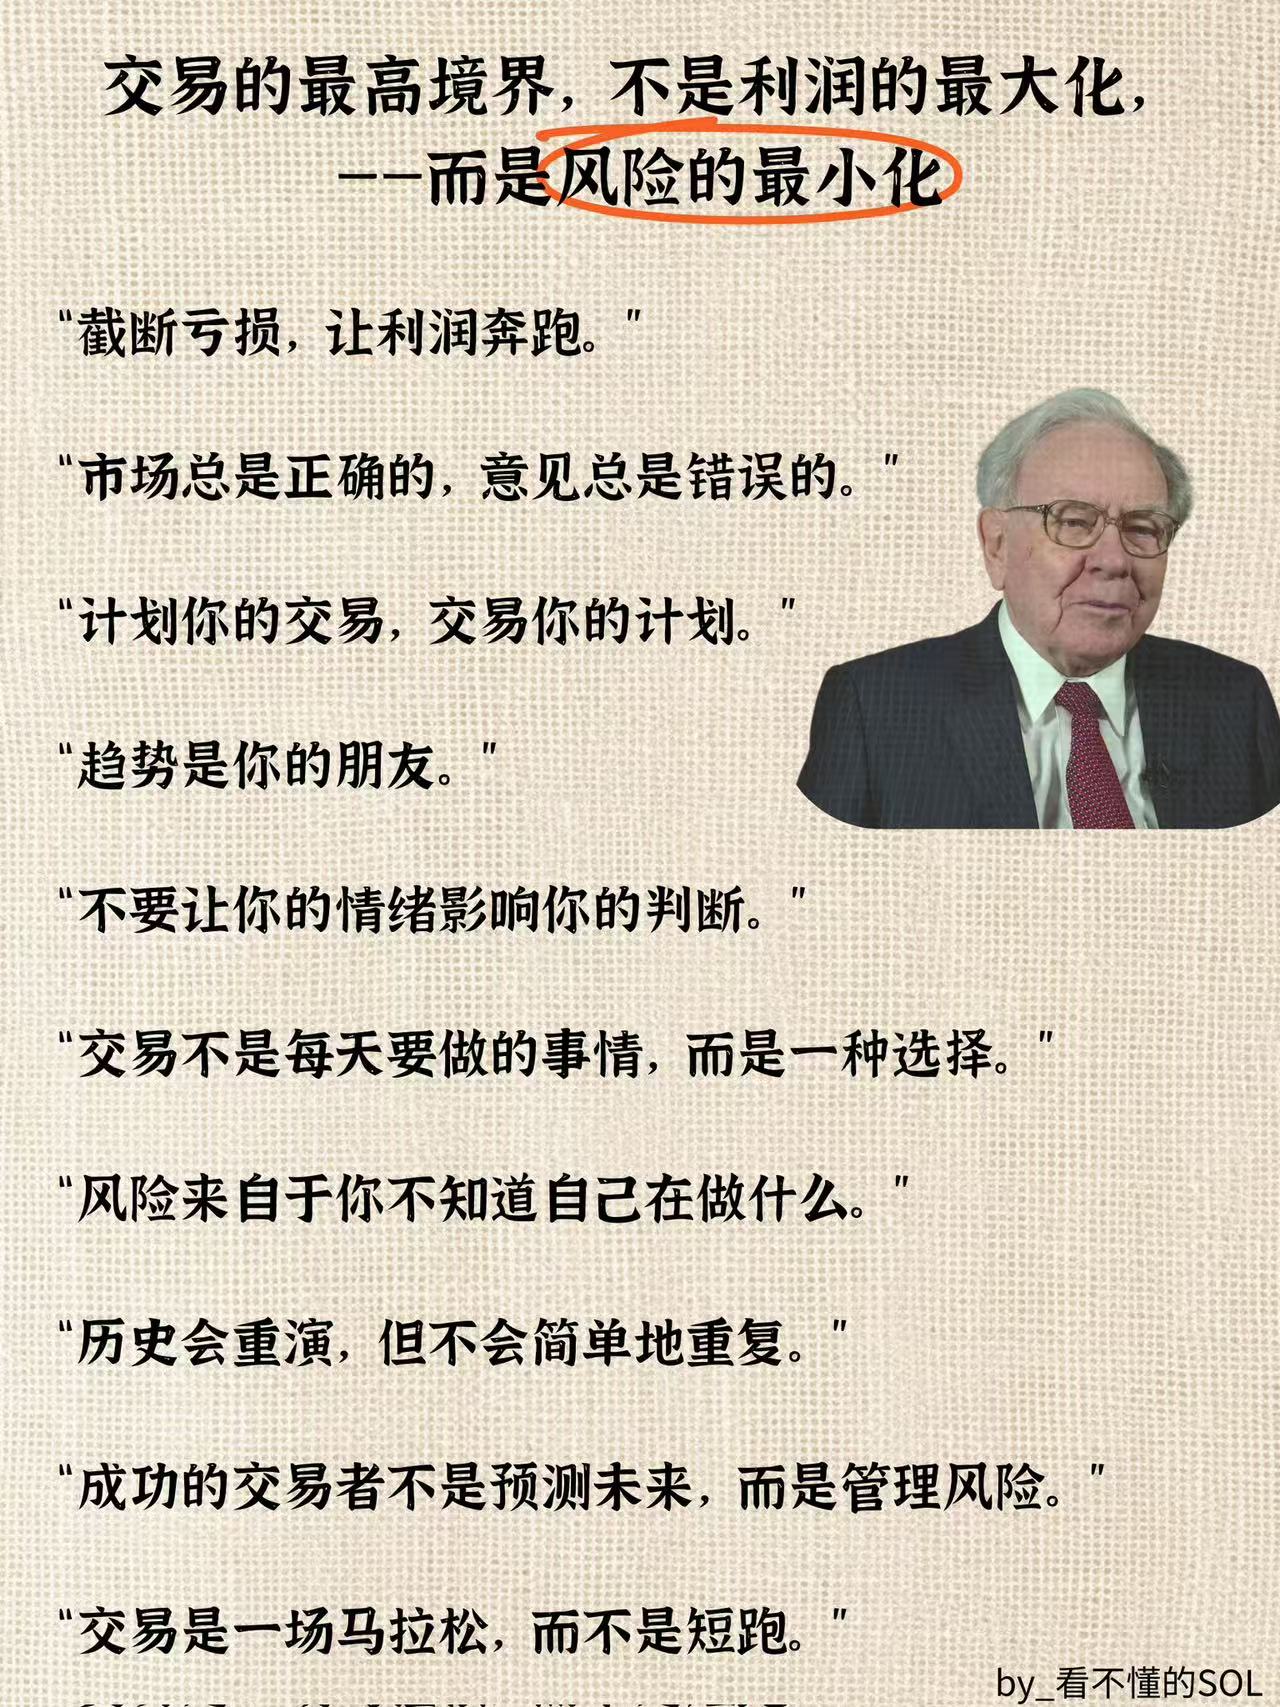 交易的最高境界，不是利润的最大化，
--而是风险的最小化
“截断亏损，让利润奔跑。”
“市场总是正确的，意见总是错误的。”
“计划你的交易，交易你的计划。”
“趋势是你的朋友。”
“不要让你的情绪影响你的判断。”
“交易不是每天要做的事情，而是一种选择。”
“风险来自于你不知道自己在做什么。”
“历史会重演，但不会简单地重复。”
“成功的交易者不是预测未来，而是管理风险。”
“交易是一场马拉松，而不是短跑。”
by_看不懂的SOL